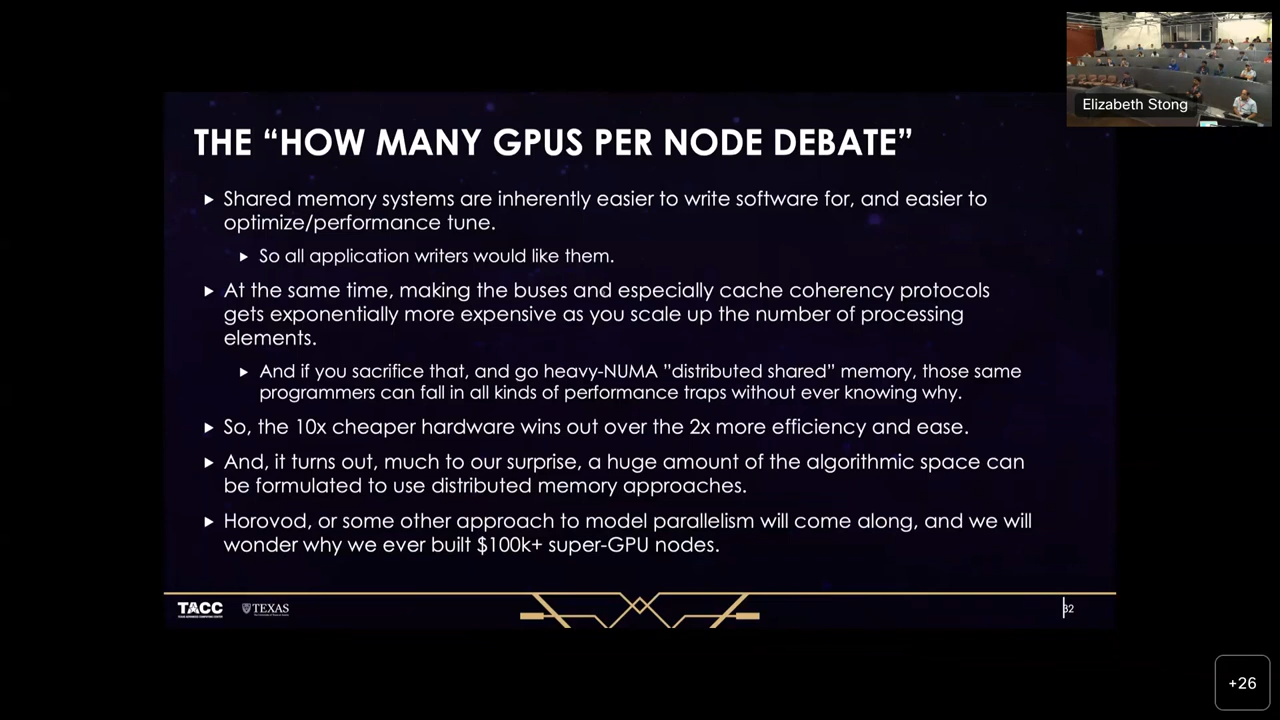 Elizabeth Stong
THE “HOW MANY GPUS PER NODE DEBATE”
Shared memory systems are inherently easier to write software for, and easier to
optimize/performance tune.
So all application writers would like them.
At the same time, making the buses and especially cache coherency protocols
gets exponentially more expensive as you scale up the number of processing
elements.
And if you sacrifice that, and go heavy-NUMA ”distributed shared” memory, those same
programmers can fall in all kinds of performance traps without ever knowing why.
So, the 10x cheaper hardware wins out over the 2x more efficiency and ease.
And, it turns out, much to our surprise, a huge amount of the algorithmic space can
be formulated to use distributed memory approaches.
Horovod, or some other approach to model parallelism will come along, and we will
wonder why we ever built $100k+ super-GPU nodes.
TACC
TEXAS
32
+26